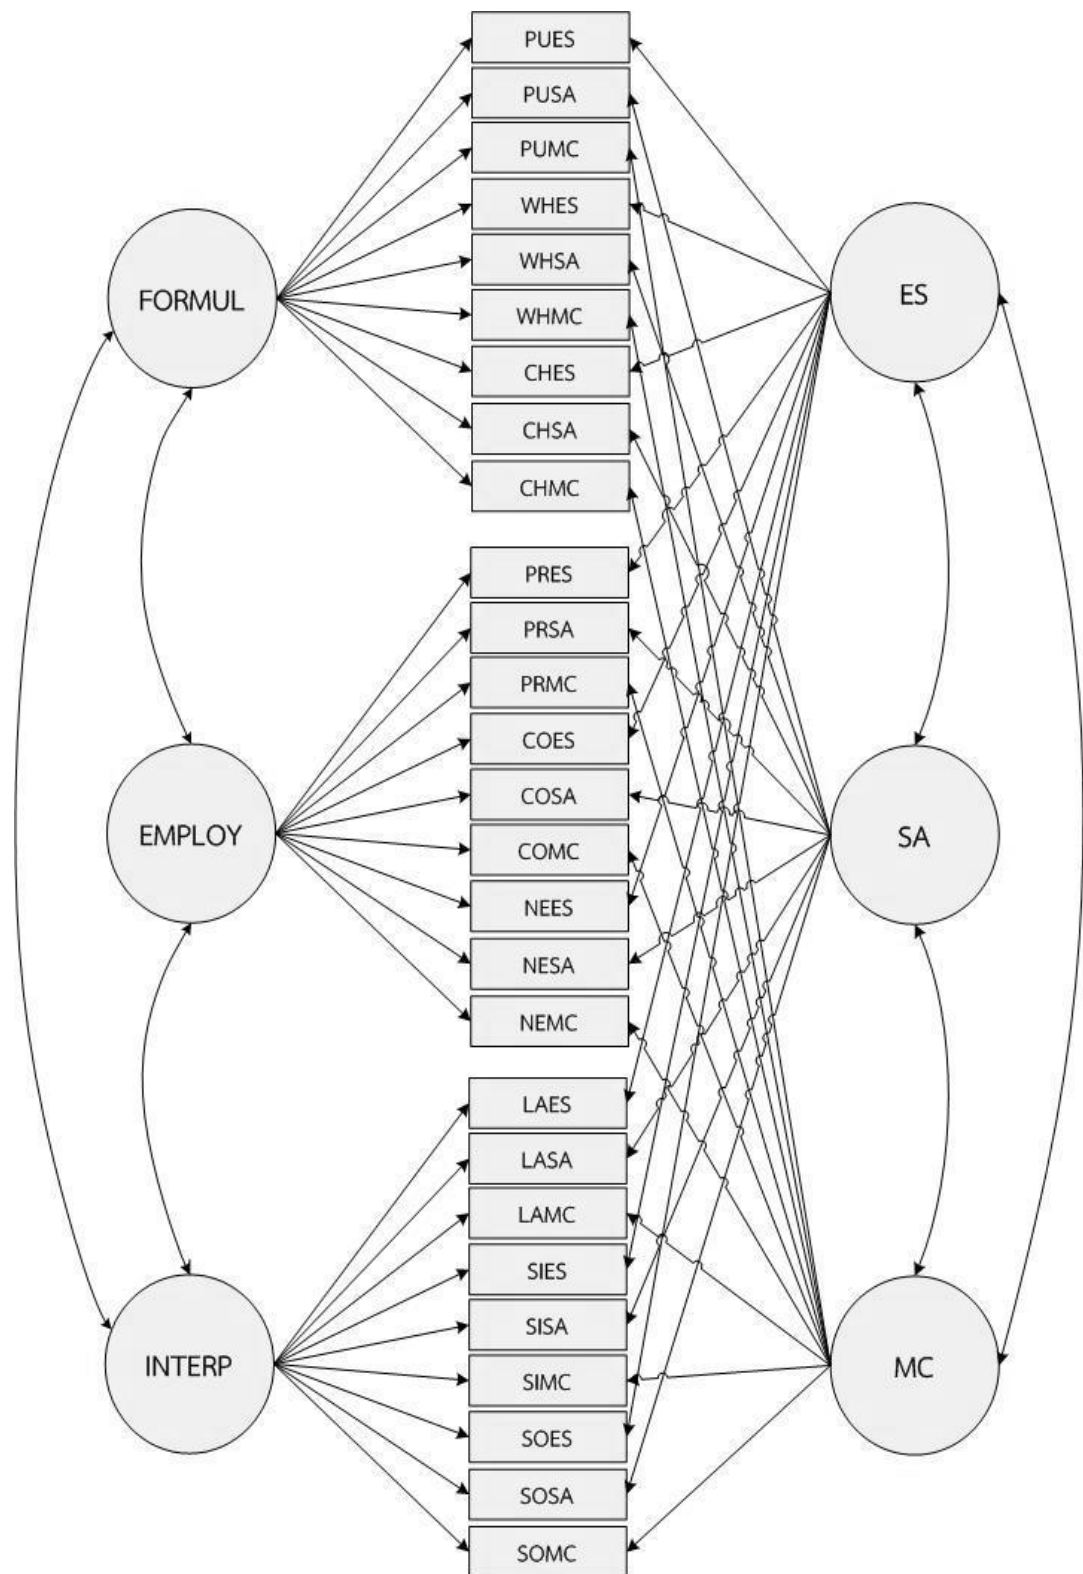 PUES
PUSA
PUMC
WHES
WHSA
WHMC
CHES
CHSA
CHMC
FORMUL
ES
PRES
PRSA
PRMC
COES
COSA
COMC
NEES
NESA
NEMC
EMPLOY
SA
LAES
LASA
LAMC
SIES
SISA
SIMC
SOES
SOSA
SOMC
INTERP
MC